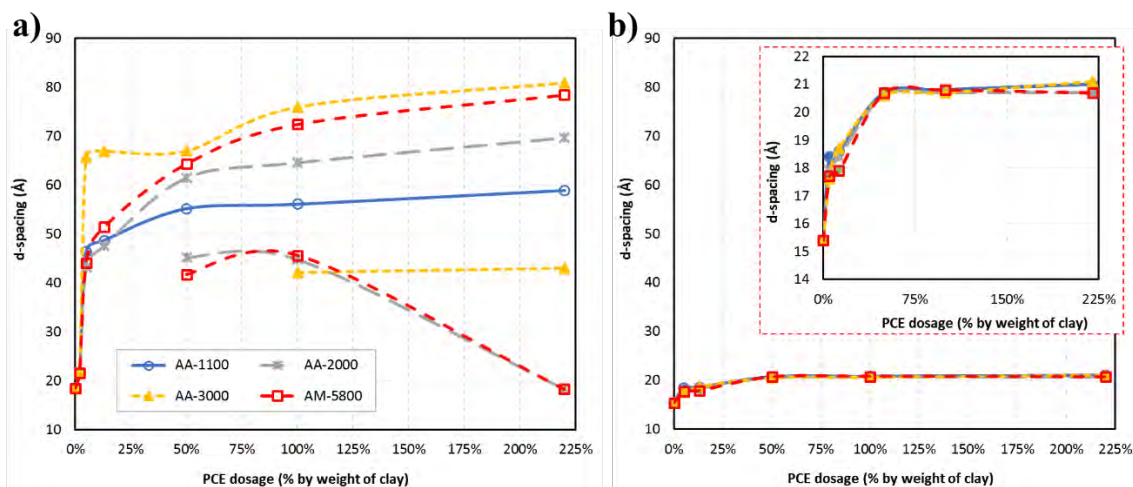 a)
90
80
70
60
50
40
30
20
10
d-spacing (Å)
AA-1100 AA-2000
AA-3000 AM-5800
0% 25% 50% 75% 100% 125% 150% 175% 200% 225%
PCE dosage (% by weight of clay)
b)
90
80
70
60
50
40
30
20
10
d-spacing (Å)
22
21
20
19
18
17
16
15
14
d-spacing (Å)
0% 75% 150% 225%
PCE dosage (% by weight of clay)
0% 25% 50% 75% 100% 125% 150% 175% 200% 225%
PCE dosage (% by weight of clay)